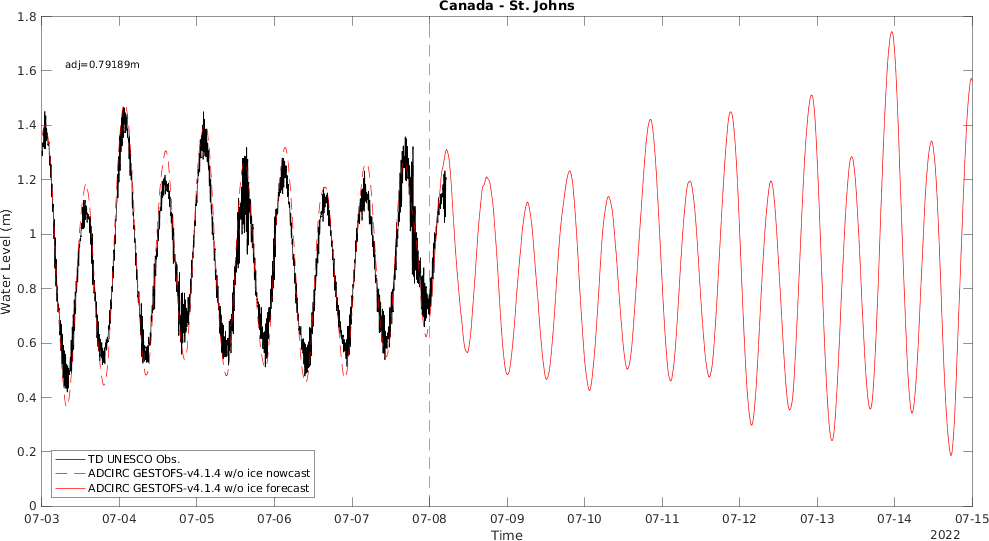 Canada - St. Johns
adj=0.79189m
Water Level (m)
1.8
1.6
1.4
1.2
1
0.8
0.6
0.4
0.2
0
TD UNESCO Obs.
ADCIRC GESTOFS-v4.1.4 w/o ice nowcast
ADCIRC GESTOFS-v4.1.4 w/o ice forecast
07-03 07-04 07-05 07-06 07-07 07-08 07-09 07-10 07-11 07-12 07-13 07-14 07-15
Time
2022